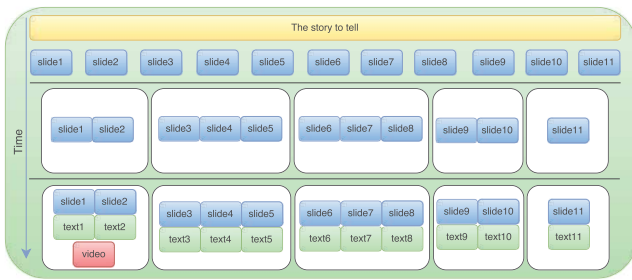 The story to tell
slide1 slide2 slide3 slide4 slide5 slide6 slide7 slide8 slide9 slide10 slide11
Time
slide1 slide2 slide3 slide4 slide5 slide6 slide7 slide8 slide9 slide10 slide11
slide1 slide2 slide3 slide4 slide5 slide6 slide7 slide8 slide9 slide10 slide11
text1 text2 text3 text4 text5 text6 text7 text8 text9 text10 text11
video